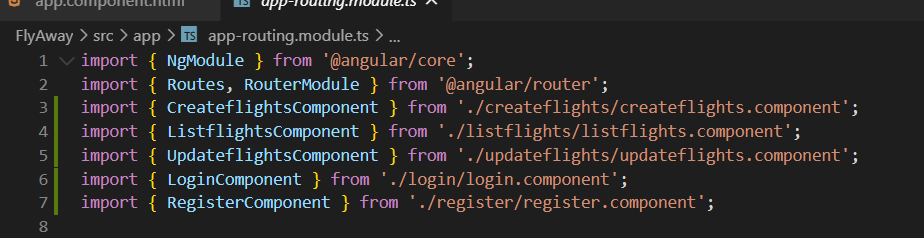 app.component.html
TS app-routing.module.ts ×
FlyAway > src > app > TS app-routing.module.ts > ...
1 import { NgModule } from '@angular/core';
2 import { Routes, RouterModule } from '@angular/router';
3 import { CreateflightsComponent } from './createflights/createflights.component';
4 import { ListflightsComponent } from './listflights/listflights.component';
5 import { UpdateflightsComponent } from './updateflights/updateflights.component';
6 import { LoginComponent } from './login/login.component';
7 import { RegisterComponent } from './register/register.component';
8